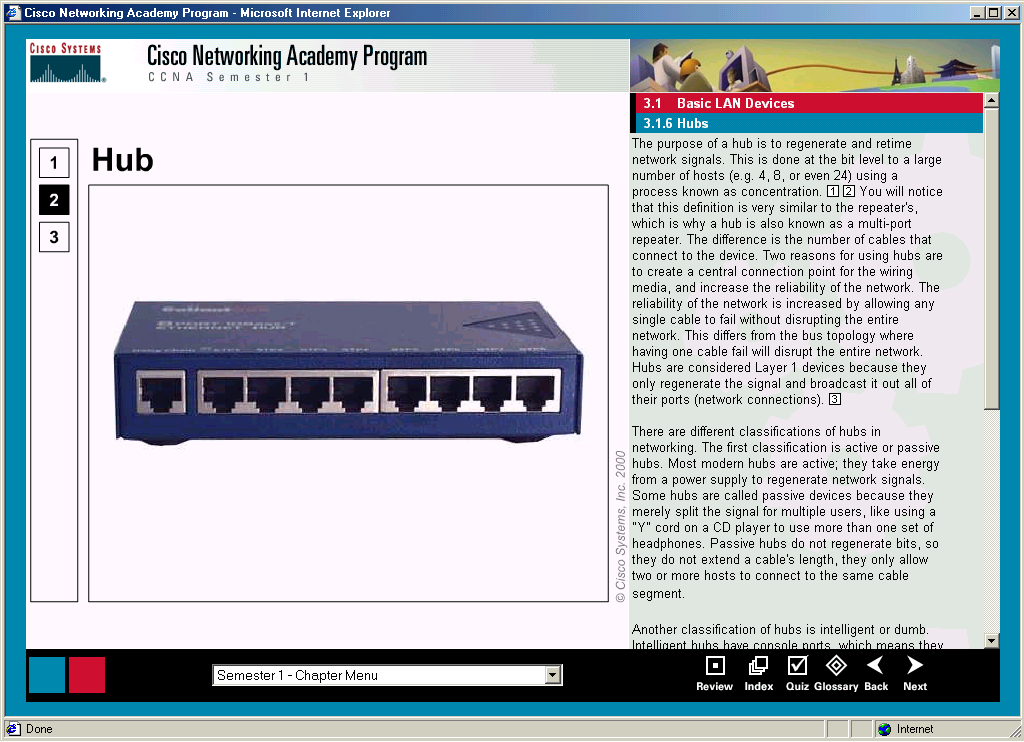 Cisco Networking Academy Program - Microsoft Internet Explorer
CISCO SYSTEMS
Cisco Networking Academy Program
CCNA Semester 1
1
2
3
Hub
8 PORT 10BASE-T
ETHERNET HUB
© Cisco Systems, Inc. 2000
3.1 Basic LAN Devices
3.1.6 Hubs
The purpose of a hub is to regenerate and retime
network signals. This is done at the bit level to a large
number of hosts (e.g. 4, 8, or even 24) using a
process known as concentration. 1 2 You will notice
that this definition is very similar to the repeater's,
which is why a hub is also known as a multi-port
repeater. The difference is the number of cables that
connect to the device. Two reasons for using hubs are
to create a central connection point for the wiring
media, and increase the reliability of the network. The
reliability of the network is increased by allowing any
single cable to fail without disrupting the entire
network. This differs from the bus topology where
having one cable fail will disrupt the entire network.
Hubs are considered Layer 1 devices because they
only regenerate the signal and broadcast it out all of
their ports (network connections). 3
There are different classifications of hubs in
networking. The first classification is active or passive
hubs. Most modern hubs are active; they take energy
from a power supply to regenerate network signals.
Some hubs are called passive devices because they
merely split the signal for multiple users, like using a
"Y" cord on a CD player to use more than one set of
headphones. Passive hubs do not regenerate bits, so
they do not extend a cable's length, they only allow
two or more hosts to connect to the same cable
segment.
Another classification of hubs is intelligent or dumb.
Intelligent hubs have console ports, which means they
Semester 1 - Chapter Menu
Review Index Quiz Glossary Back Next
Done
Internet